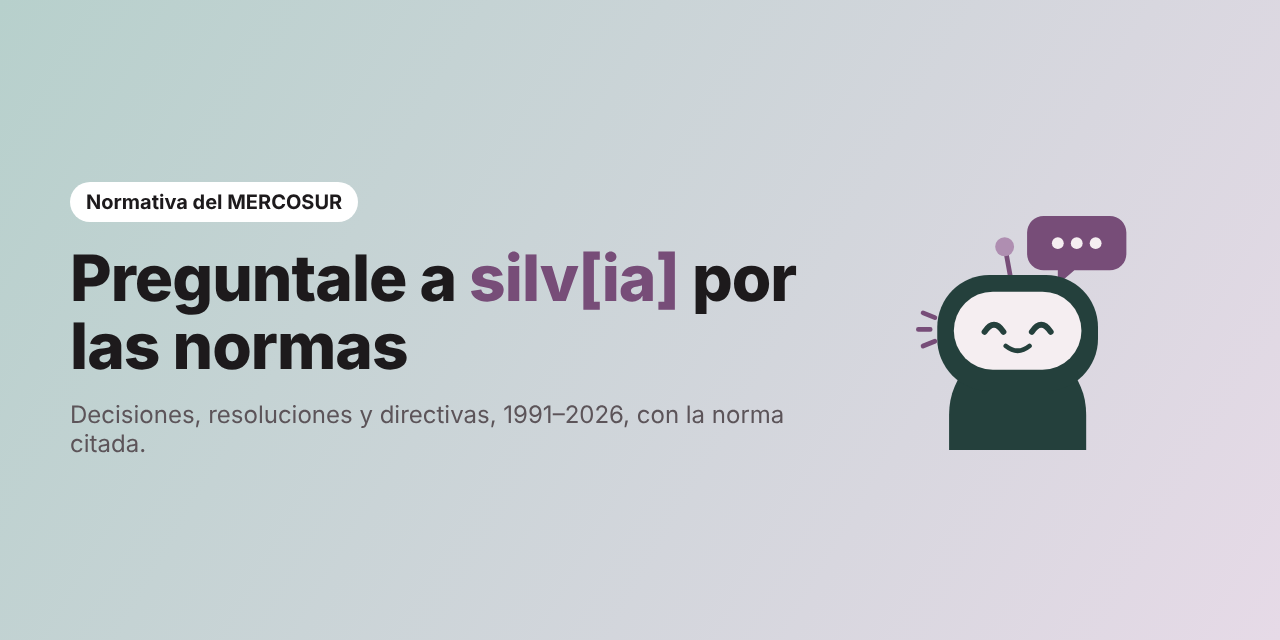 Normativa del MERCOSUR
Preguntale a silv[ia] por
las normas
Decisiones, resoluciones y directivas, 1991–2026, con la norma
citada.